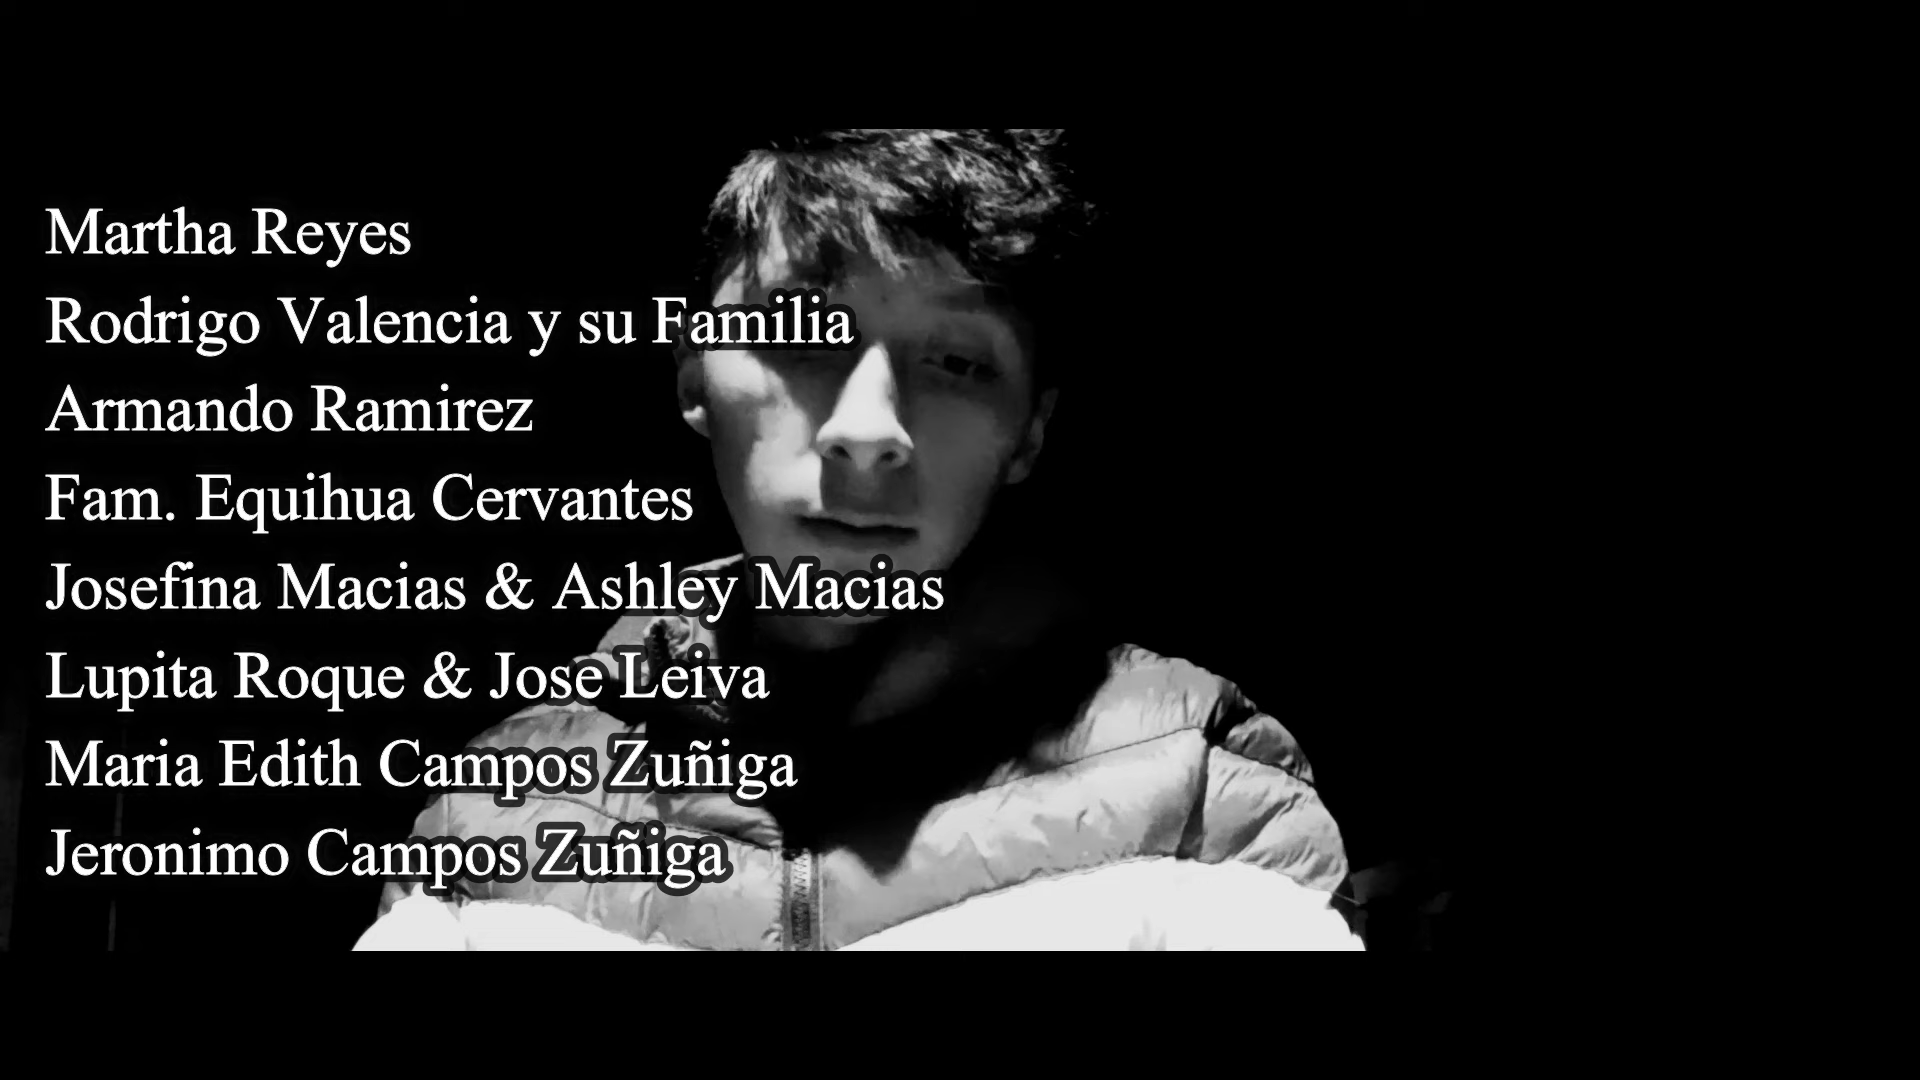 Martha Reyes
Rodrigo Valencia y su Familia
Armando Ramirez
Fam. Equihua Cervantes
Josefina Macias & Ashley Macias
Lupita Roque & Jose Leiva
Maria Edith Campos Zuñiga
Jeronimo Campos Zuñiga